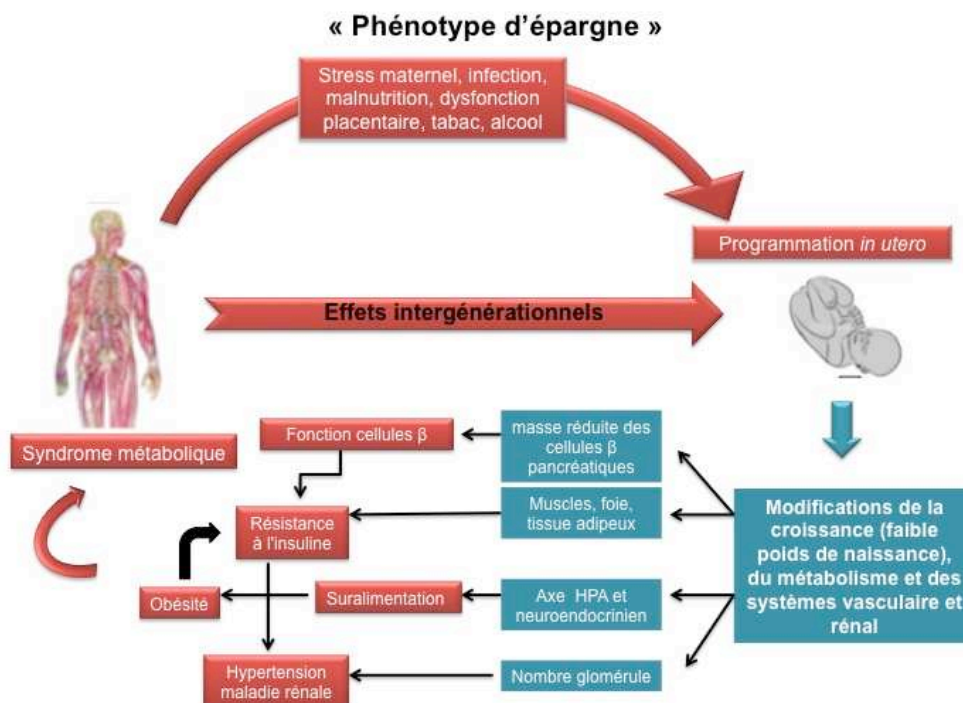 « Phénotype d’épargne »
Stress maternel, infection,
malnutrition, dysfonction
placentaire, tabac, alcool
Programmation in utero
Effets intergénérationnels
Syndrome métabolique
Fonction cellules β
masse réduite des
cellules β
pancréatiques
Résistance
à l'insuline
Muscles, foie,
tissue adipeux
Modifications de la
croissance (faible
poids de naissance),
du métabolisme et des
systèmes vasculaire et
rénal
Obésité
Suralimentation
Axe HPA et
neuroendocrinien
Hypertension
maladie rénale
Nombre glomérule